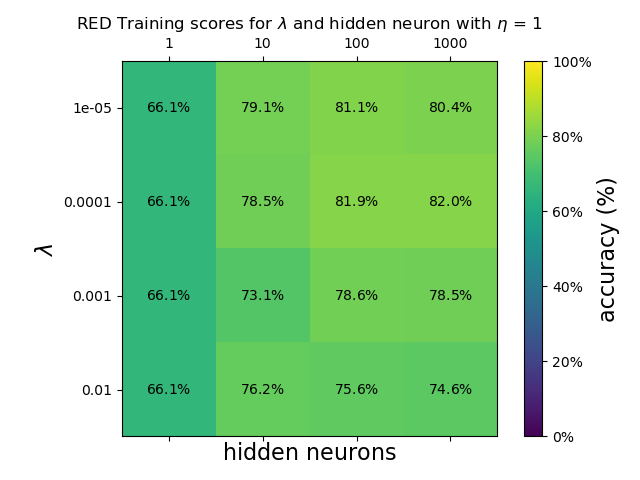 RED Training scores for λ and hidden neuron with η = 1
1 10 100 1000
1e-05 66.1% 79.1% 81.1% 80.4%
0.0001 66.1% 78.5% 81.9% 82.0%
0.001 66.1% 73.1% 78.6% 78.5%
0.01 66.1% 76.2% 75.6% 74.6%
λ
hidden neurons
100%
80%
60%
40%
20%
0%
accuracy (%)